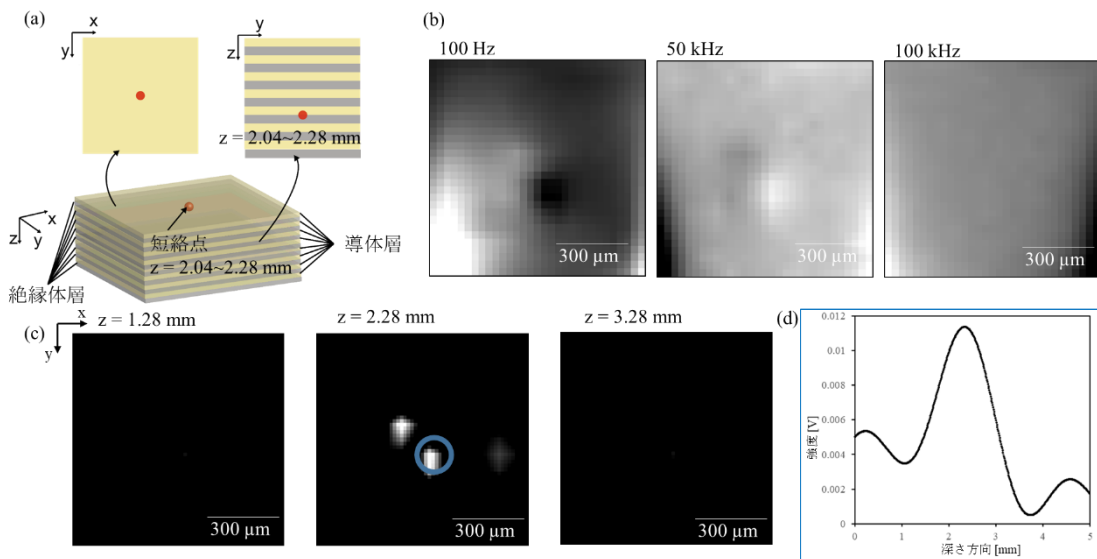 (a)
x
y
y
z
z = 2.04~2.28 mm
x
z
y
短絡点
z = 2.04~2.28 mm
絶縁体層
導体層
(b)
100 Hz
50 kHz
100 kHz
300 µm
300 µm
300 µm
(c)
x
y
z = 1.28 mm
z = 2.28 mm
z = 3.28 mm
300 µm
300 µm
300 µm
(d)
0.012
0.01
0.008
0.006
0.004
0.002
0
強度 [V]
0 1 2 3 4 5
深さ方向 [mm]